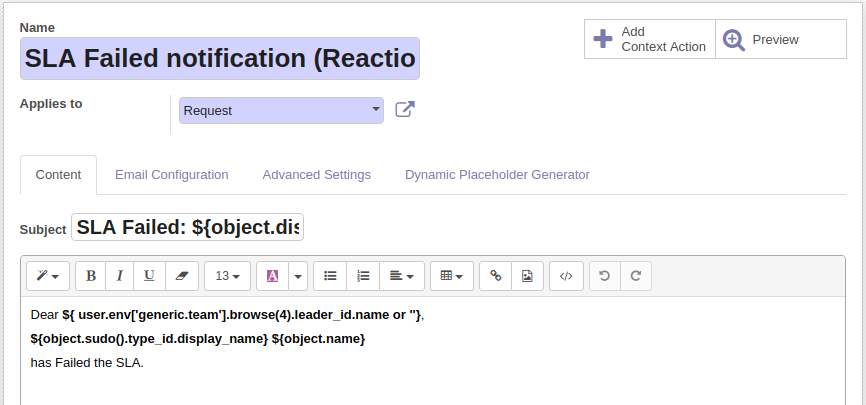 Name
SLA Failed notification (Reactio
Add
Context Action
Preview
Applies to
Request
Content Email Configuration Advanced Settings Dynamic Placeholder Generator
Subject SLA Failed: ${object.dis
B I U 13 A </>
Dear ${ user.env['generic.team'].browse(4).leader_id.name or ''},
${object.sudo().type_id.display_name} ${object.name}
has Failed the SLA.